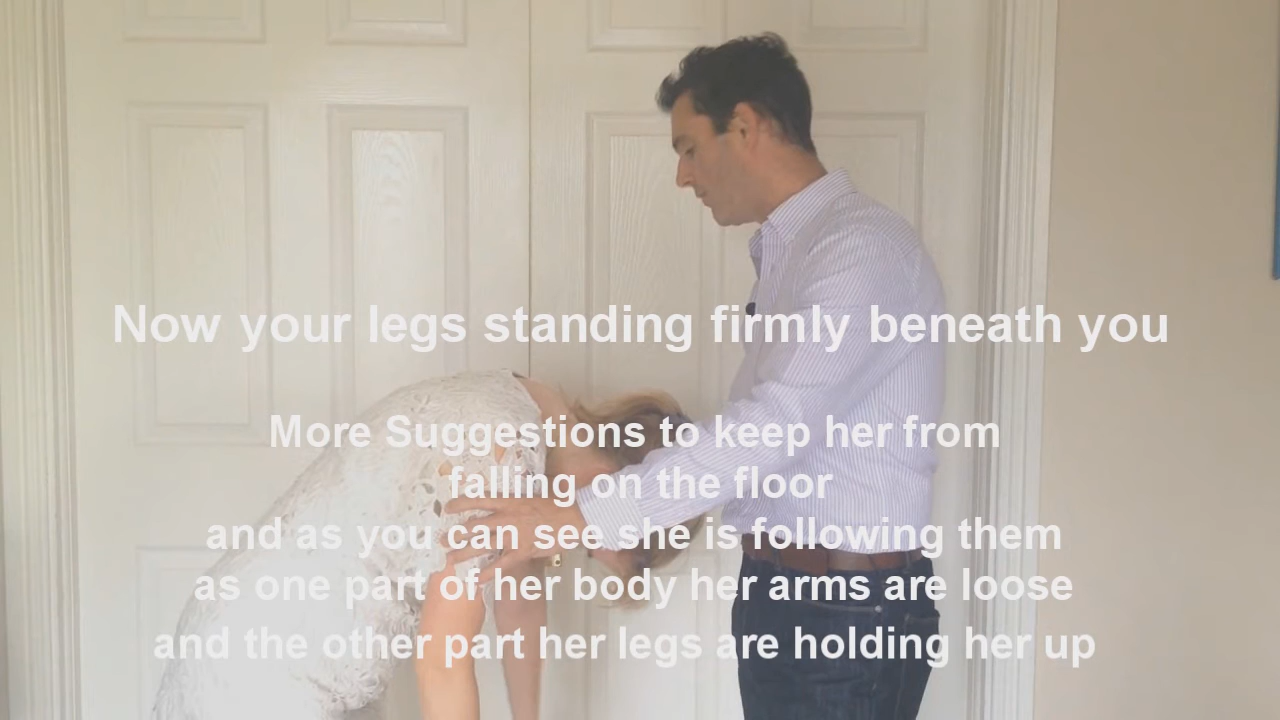 Now your legs standing firmly beneath you
More Suggestions to keep her from
falling on the floor
and as you can see she is following them
as one part of her body her arms are loose
and the other part her legs are holding her up